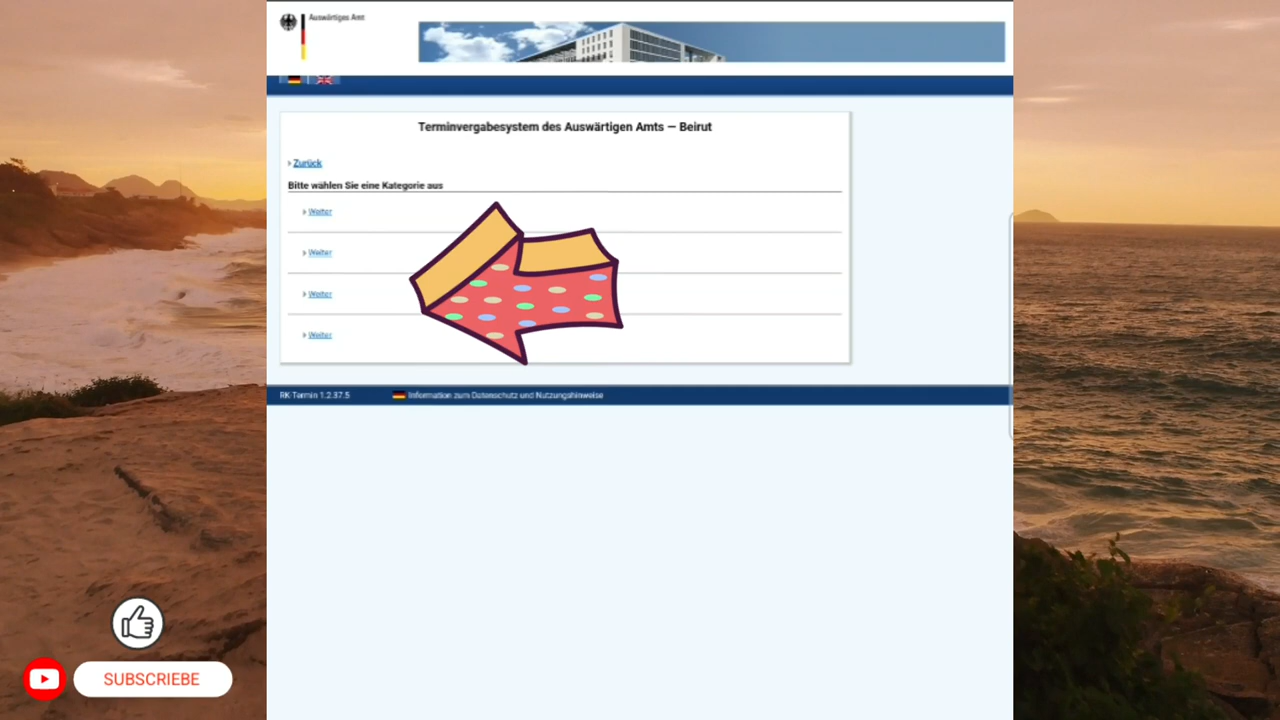 Auswärtiges Amt
Terminvergabesystem des Auswärtigen Amts — Beirut
Zurück
Bitte wählen Sie eine Kategorie aus
Weiter
Weiter
Weiter
Weiter
RK-Termin 1.2.37.5
Information zum Datenschutz und Nutzungshinweise
SUBSCRIEBE